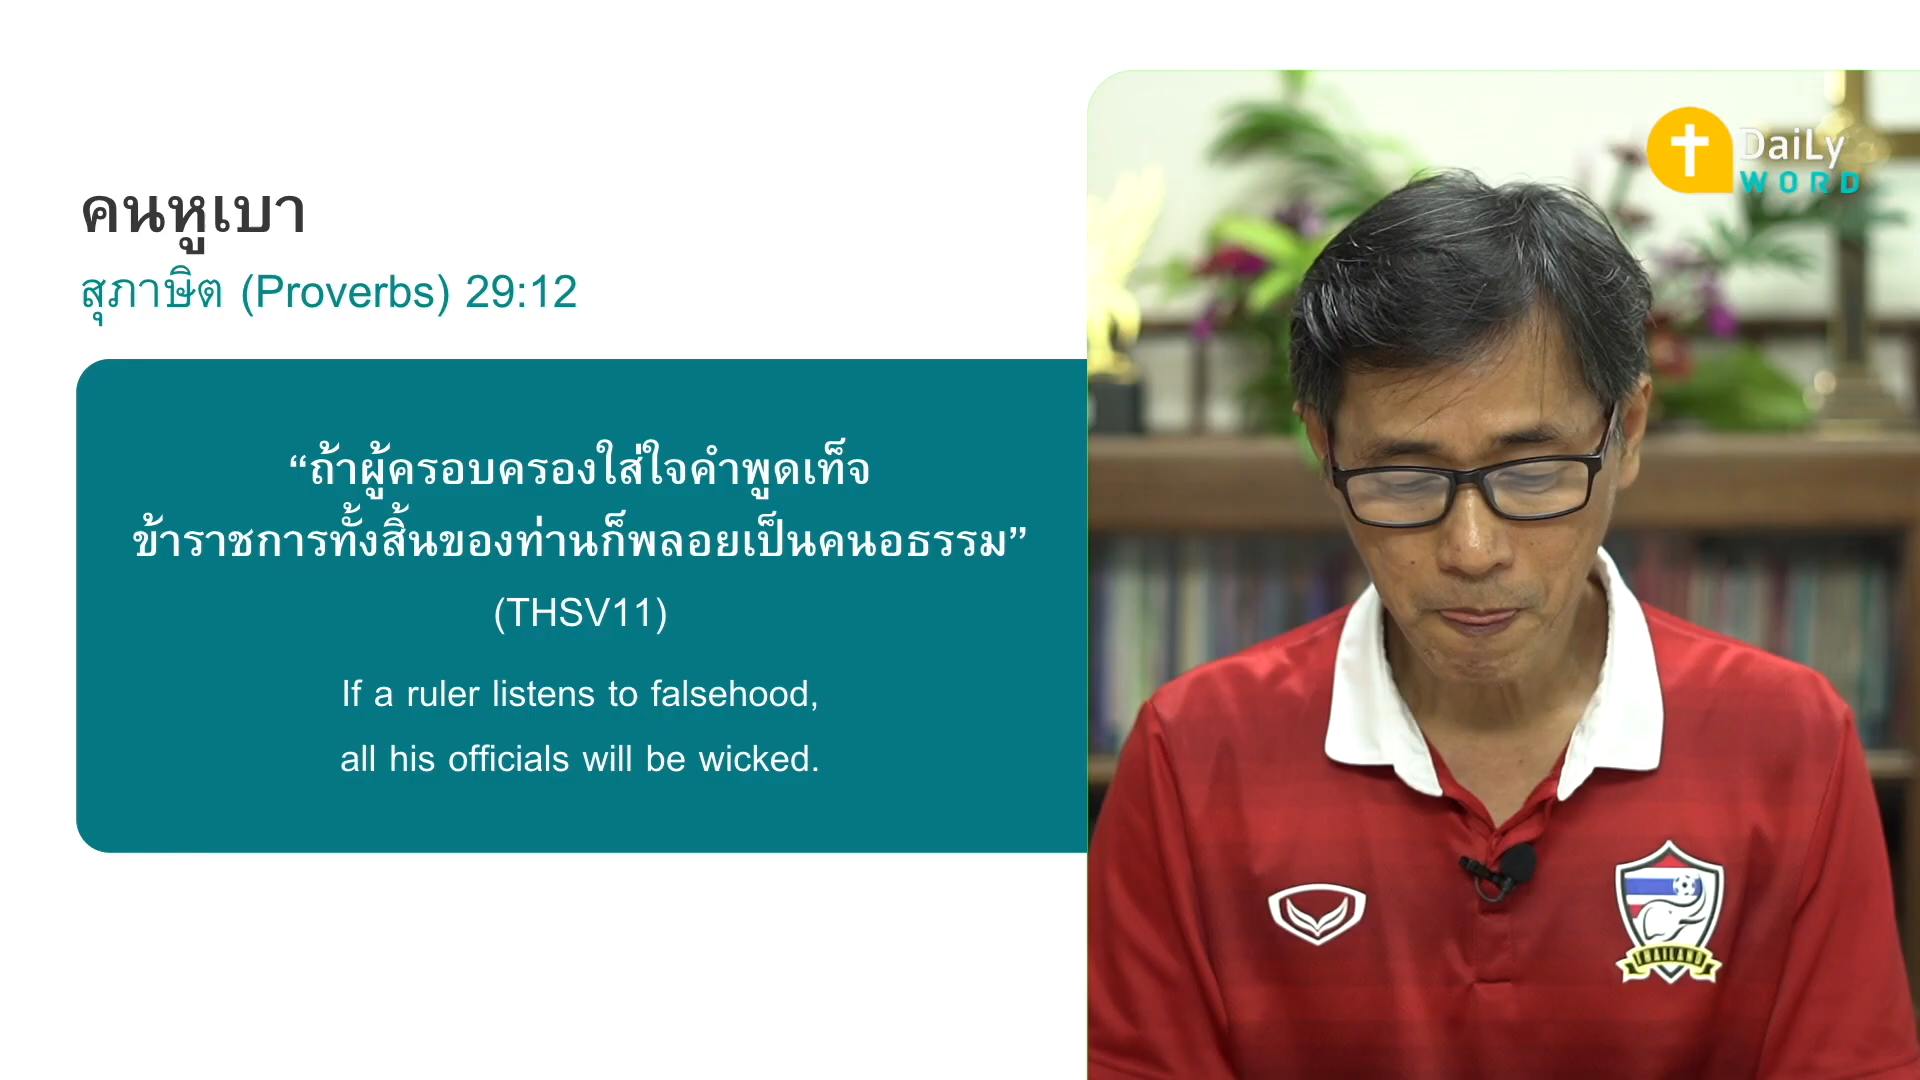 คนหูเบา
สุภาษิต (Proverbs) 29:12
“ถ้าผู้ครอบครองใส่ใจคำพูดเท็จ
ข้าราชการทั้งสิ้นของท่านก็พลอยเป็นคนอธรรม”
(THSV11)
If a ruler listens to falsehood,
all his officials will be wicked.
DaiLy
WORD
THAILAND